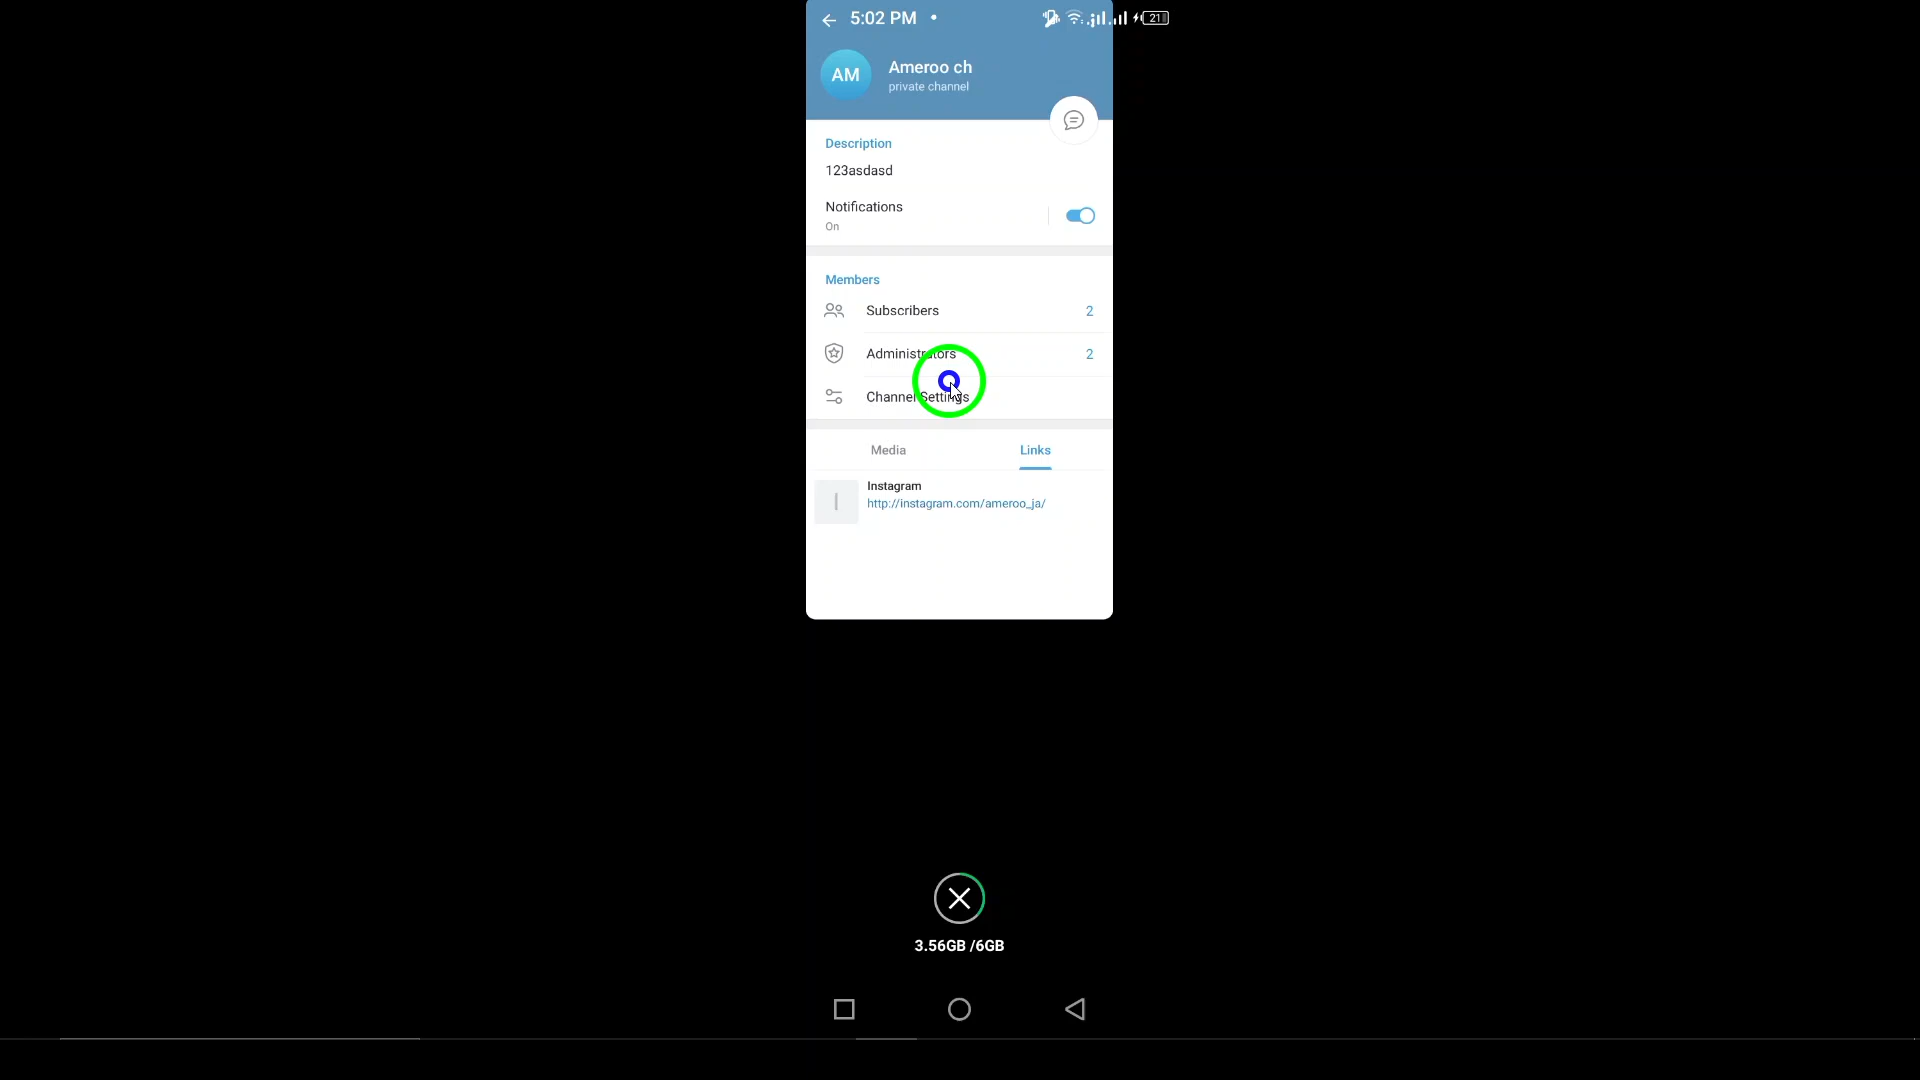 5:02 PM
21
AM
Ameroo ch
private channel
Description
123asdasd
Notifications
On
Members
Subscribers 2
Administrators 2
Channel Settings
Media Links
Instagram
http://instagram.com/ameroo_ja/
3.56GB /6GB